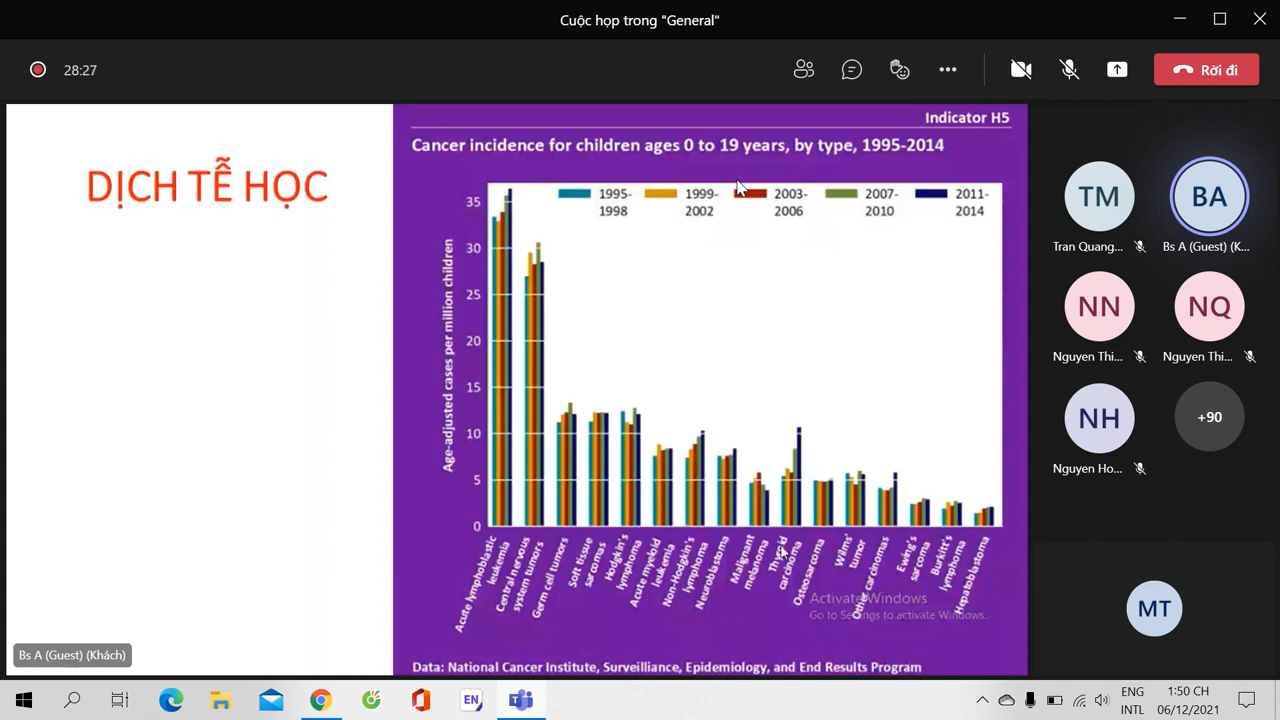 Cuộc họp trong "General"
28:27
Rời đi
DỊCH TỄ HỌC
Indicator H5
Cancer incidence for children ages 0 to 19 years, by type, 1995-2014
1995-
1998
1999-
2002
2003-
2006
2007-
2010
2011-
2014
Age-adjusted cases per million children
35
30
25
20
15
10
5
0
Acute lymphoblastic
leukemia
Central nervous
system tumors
Germ cell tumors
Soft tissue
sarcomas
Hodgkin's
lymphoma
Acute myeloid
leukemia
Non-Hodgkin's
lymphoma
Neuroblastoma
Malignant
melanoma
Thyroid
carcinoma
Osteosarcoma
Wilms'
tumor
Other carcinomas
Ewing's
sarcoma
Burkitt's
lymphoma
Hepatoblastoma
Activate Windows
Go to Settings to activate Windows.
Data: National Cancer Institute, Surveilliance, Epidemiology, and End Results Program
Bs A (Guest) (Khách)
TM
Tran Quang...
BA
Bs A (Guest) (K...
NN
Nguyen Thi...
NQ
Nguyen Thi...
NH
Nguyen Ho...
+90
MT
EN
ENG
INTL
1:50 CH
06/12/2021